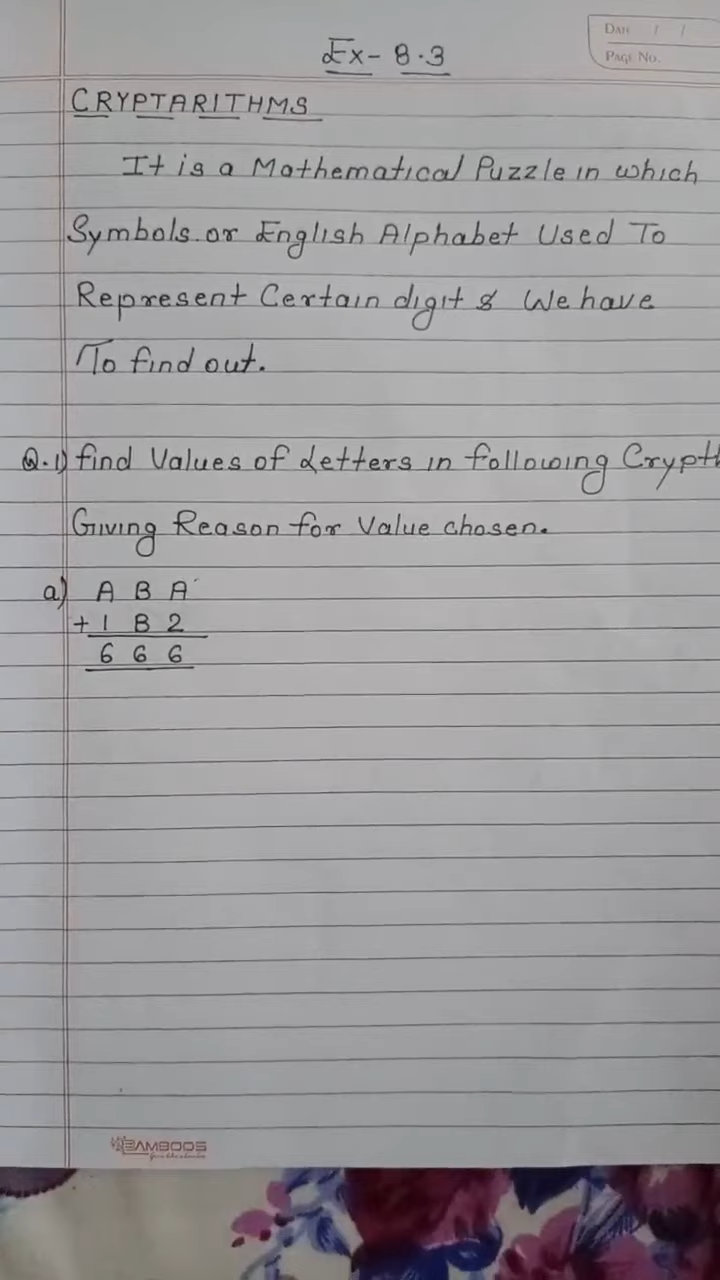 Ex- 8.3
DATE / /
PAGE NO.
CRYPTARITHMS
It is a Mathematical Puzzle in which
Symbols or English Alphabet Used To
Represent Certain digit & We have
To find out.
Q.1) find Values of Letters in following Crypt
Giving Reason for Value chosen.
a) A B A
+ 1 B 2
6 6 6
BAMBOOS